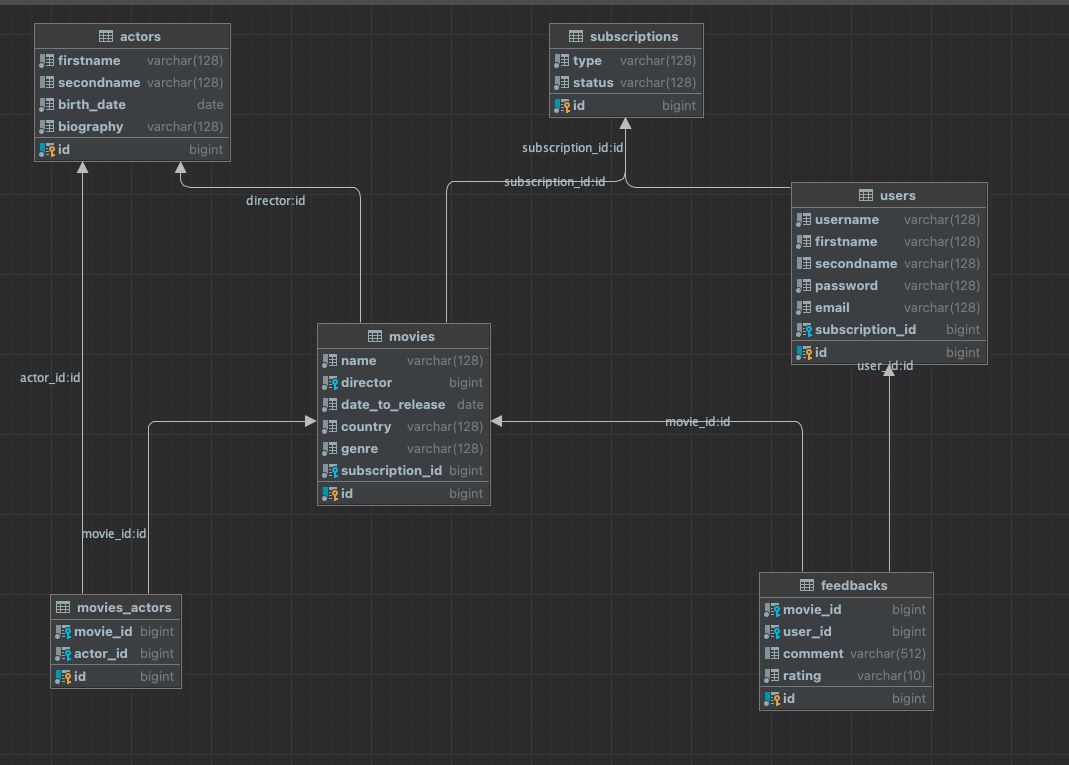 actors
firstname varchar(128)
secondname varchar(128)
birth_date date
biography varchar(128)
id bigint
subscriptions
type varchar(128)
status varchar(128)
id bigint
subscription_id:id
subscription_id:id
director:id
users
username varchar(128)
firstname varchar(128)
secondname varchar(128)
password varchar(128)
email varchar(128)
subscription_id bigint
id bigint
user_id:id
movies
name varchar(128)
director bigint
date_to_release date
country varchar(128)
genre varchar(128)
subscription_id bigint
id bigint
actor_id:id
movie_id:id
movie_id:id
movies_actors
movie_id bigint
actor_id bigint
id bigint
feedbacks
movie_id bigint
user_id bigint
comment varchar(512)
rating varchar(10)
id bigint